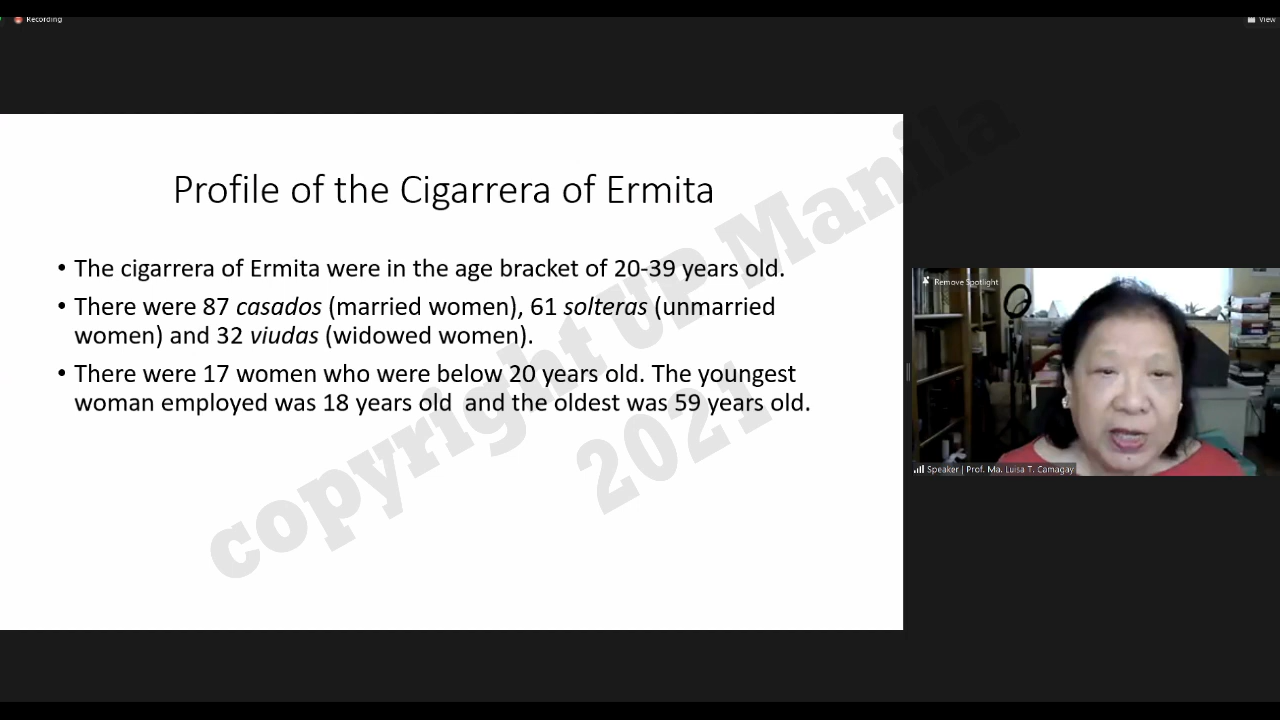 Recording
View
Profile of the Cigarrera of Ermita
• The cigarrera of Ermita were in the age bracket of 20-39 years old.
• There were 87 casados (married women), 61 solteras (unmarried
women) and 32 viudas (widowed women).
• There were 17 women who were below 20 years old. The youngest
woman employed was 18 years old  and the oldest was 59 years old.
copyright UP Manila
2021
Remove Spotlight
Speaker | Prof. Ma. Luisa T. Camagay